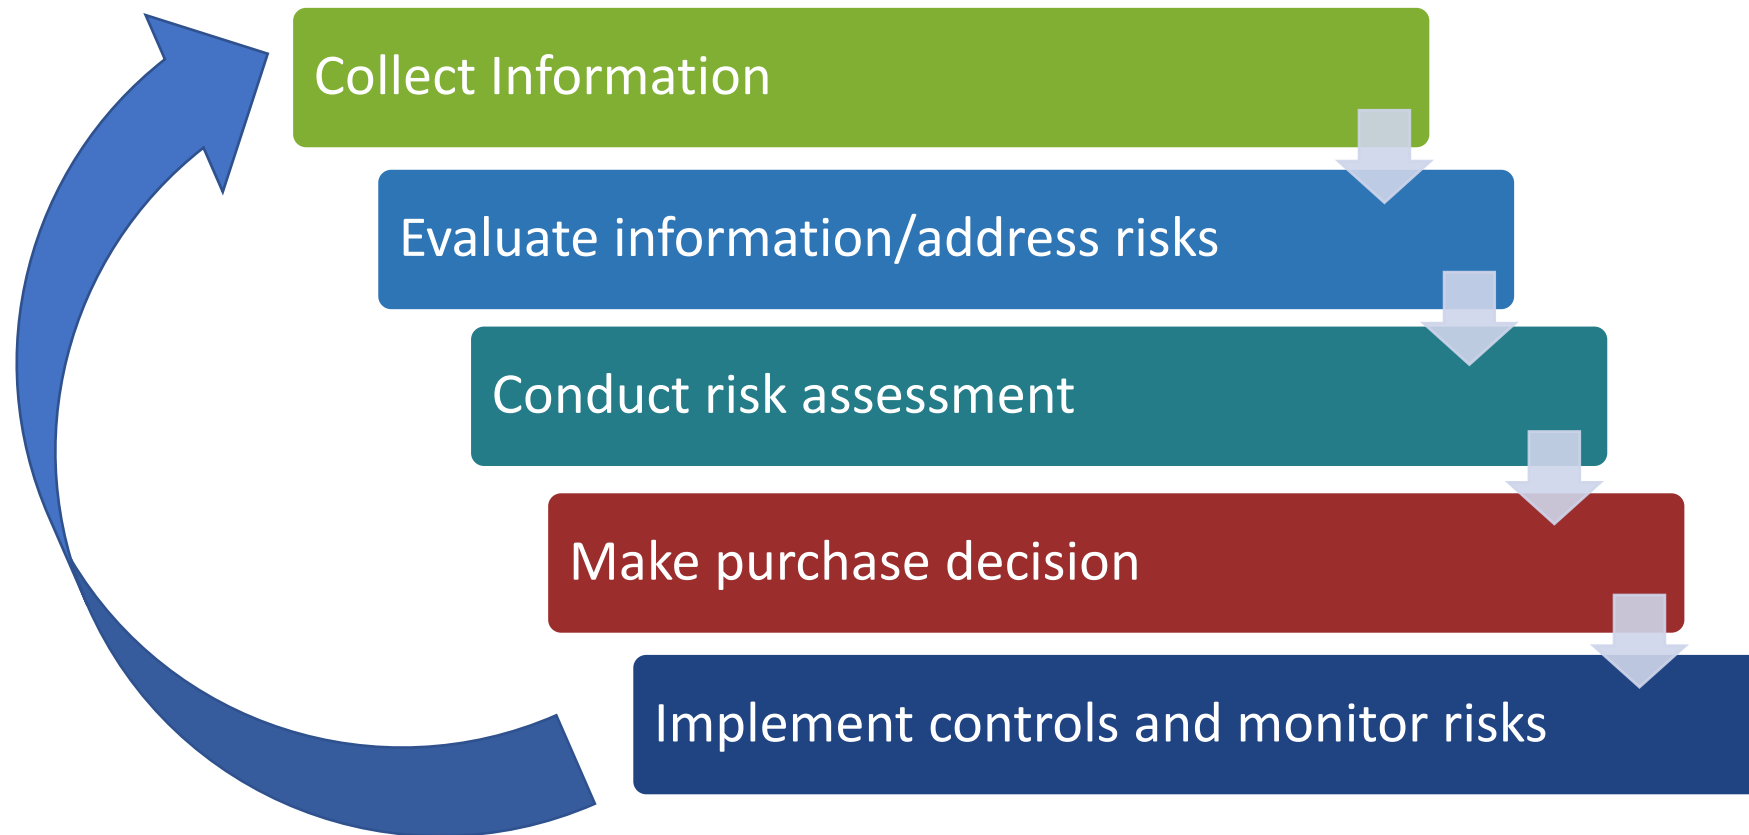 Collect Information
Evaluate information/address risks
Conduct risk assessment
Make purchase decision
Implement controls and monitor risks